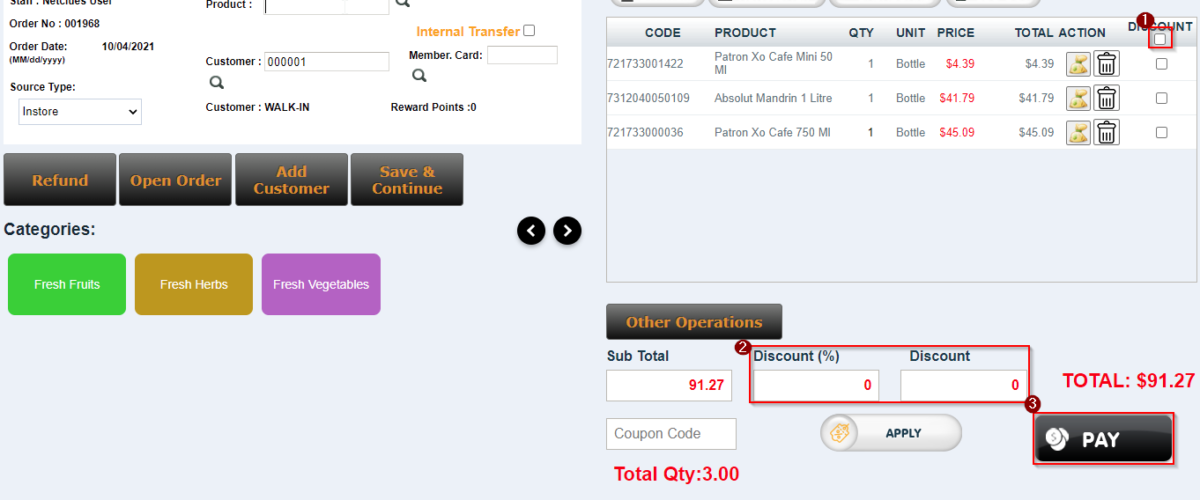 Staff : Netclues User
Product :
Order No : 001968
Internal Transfer
Order Date: 10/04/2021
(MM/dd/yyyy)
Customer : 000001
Member. Card:
Source Type:
Instore
Customer : WALK-IN
Reward Points :0
Refund
Open Order
Add
Customer
Save &
Continue
Categories:
Fresh Fruits
Fresh Herbs
Fresh Vegetables
1
CODE PRODUCT QTY UNIT PRICE TOTAL ACTION DISCOUNT
721733001422 Patron Xo Cafe Mini 50
Ml
1 Bottle $4.39 $4.39
7312040050109 Absolut Mandrin 1 Litre 1 Bottle $41.79 $41.79
721733000036 Patron Xo Cafe 750 Ml 1 Bottle $45.09 $45.09
Other Operations
2
Sub Total Discount (%) Discount
91.27 0 0
TOTAL: $91.27
3
Coupon Code
APPLY
PAY
Total Qty:3.00